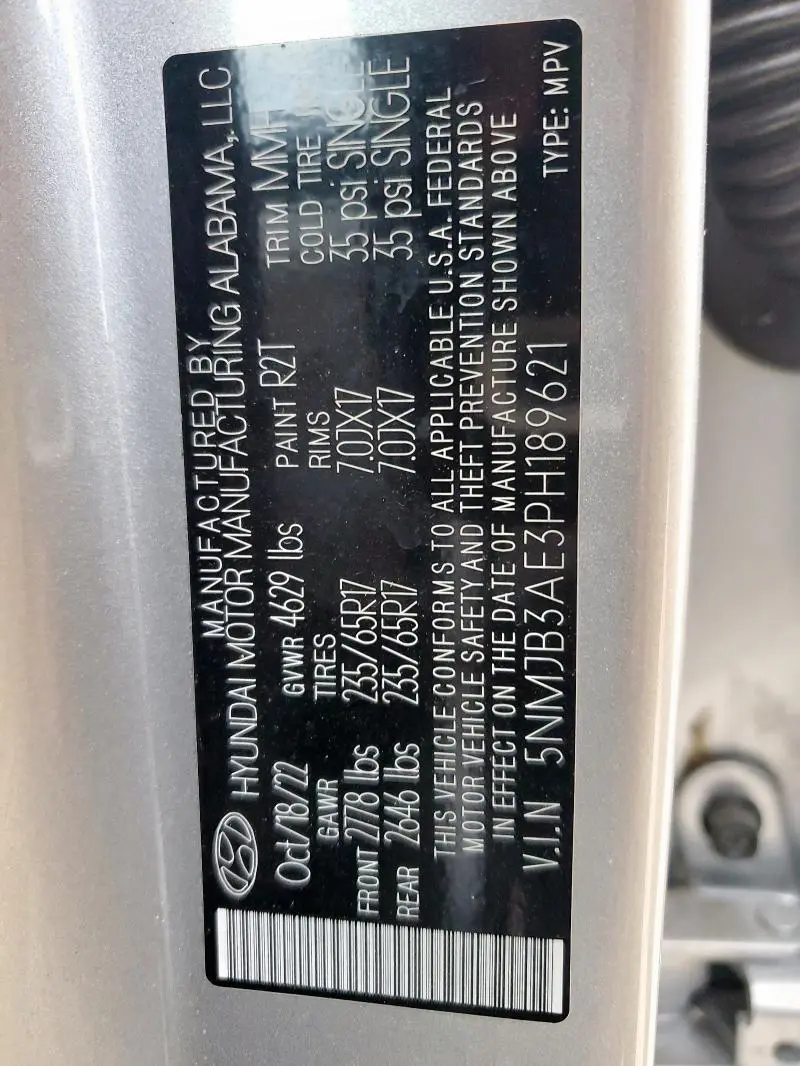 MANUFACTURED BY
HYUNDAI MOTOR MANUFACTURING ALABAMA, LLC
Oct/18/22 GVWR 4629 lbs PAINT R2T TRIM MMH
GAWR TIRES RIMS COLD TIRE
FRONT 2778 lbs 235/65R17 7.0JX17 35 psi SINGLE
REAR 2646 lbs 235/65R17 7.0JX17 35 psi SINGLE
THIS VEHICLE CONFORMS TO ALL APPLICABLE U.S.A. FEDERAL
MOTOR VEHICLE SAFETY AND THEFT PREVENTION STANDARDS
IN EFFECT ON THE DATE OF MANUFACTURE SHOWN ABOVE
V.I.N 5NMJB3AE3PH189621 TYPE: MPV